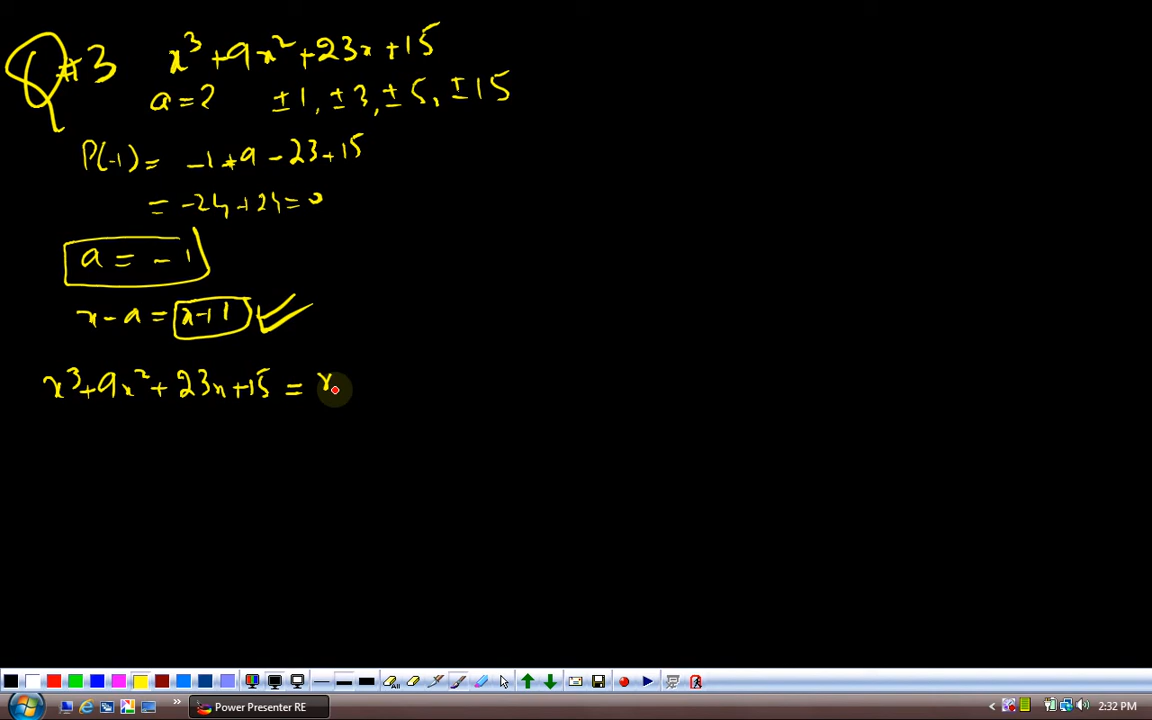 Q#3 x³+9x²+23x+15
a=? ±1, ±3, ±5, ±15
P(-1)= -1+9-23+15
= -24+24=0
a = -1
x-a = x+1
x³+9x²+23x+15 = x
Power Presenter RE
2:32 PM